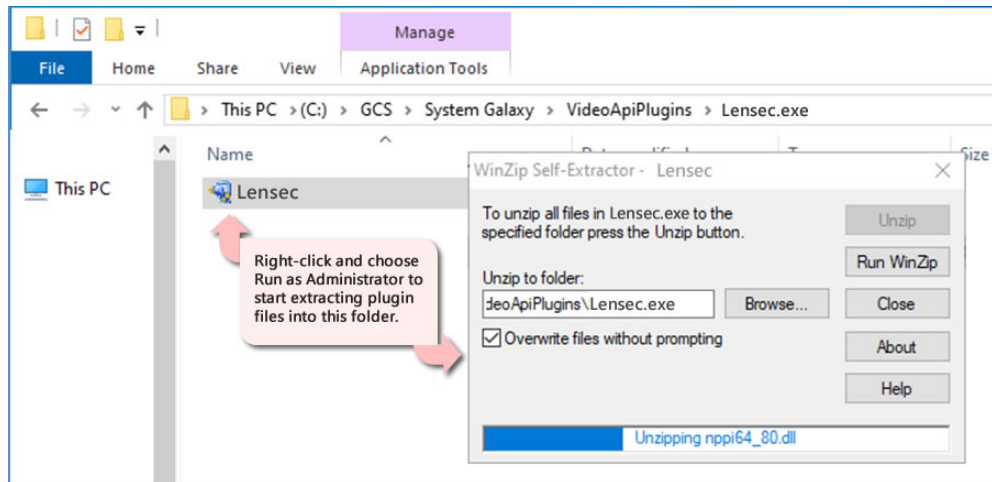 Manage
File Home Share View Application Tools
This PC > (C:) > GCS > System Galaxy > VideoApiPlugins > Lensec.exe
Name
Size
This PC
Lensec
Right-click and choose
Run as Administrator to
start extracting plugin
files into this folder.
WinZip Self-Extractor - Lensec
To unzip all files in Lensec.exe to the
specified folder press the Unzip button.
Unzip to folder:
deoApiPlugins\Lensec.exe
Browse...
Overwrite files without prompting
Unzip
Run WinZip
Close
About
Help
Unzipping nppi64_80.dll